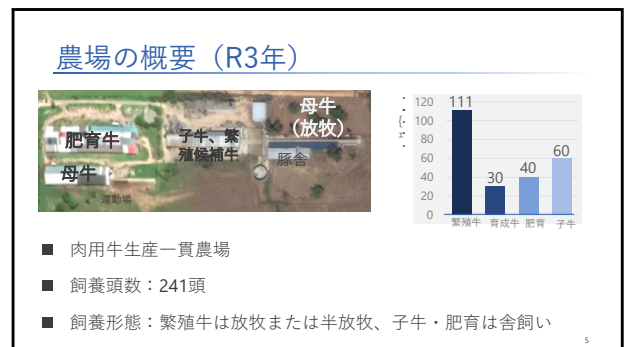 農場の概要（R3年）
母牛
（放牧）
肥育牛
子牛、繁
殖候補牛
豚舎
母牛
運動場
120
100
80
60
40
20
0
111
30
40
60
繁殖牛 育成牛 肥育 子牛
■ 肉用牛生産一貫農場
■ 飼養頭数：241頭
■ 飼養形態：繁殖牛は放牧または半放牧、子牛・肥育は舎飼い
5